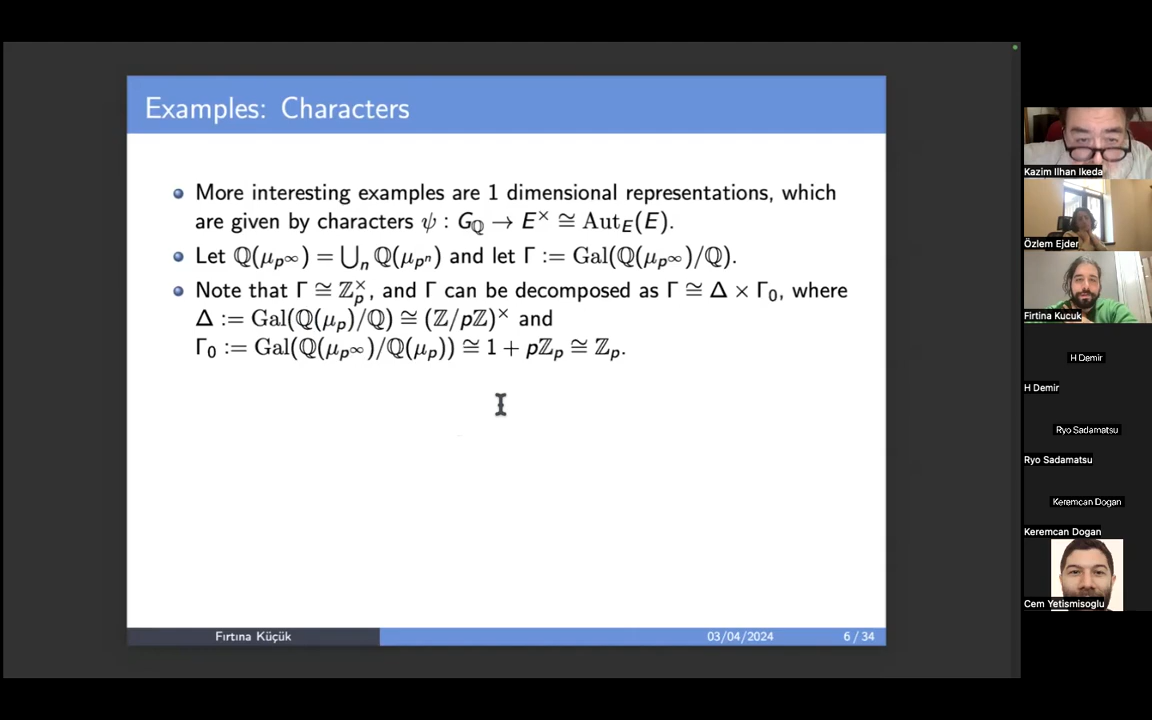 Examples: Characters
More interesting examples are 1 dimensional representations, which
are given by characters ψ : G_ℚ → E^× ≅ Aut_E(E).
Let ℚ(μ_{p^∞}) = ⋃_n ℚ(μ_{p^n}) and let Γ := Gal(ℚ(μ_{p^∞})/ℚ).
Note that Γ ≅ ℤ_p^×, and Γ can be decomposed as Γ ≅ Δ × Γ_0, where
Δ := Gal(ℚ(μ_p)/ℚ) ≅ (ℤ/pℤ)^× and
Γ_0 := Gal(ℚ(μ_{p^∞})/ℚ(μ_p)) ≅ 1 + pℤ_p ≅ ℤ_p.
Fırtına Küçük
03/04/2024
6 / 34
Kazim Ilhan Ikeda
Özlem Ejder
Firtina Kucuk
H Demir
H Demir
Ryo Sadamatsu
Ryo Sadamatsu
Keremcan Dogan
Keremcan Dogan
Cem Yetismisoglu